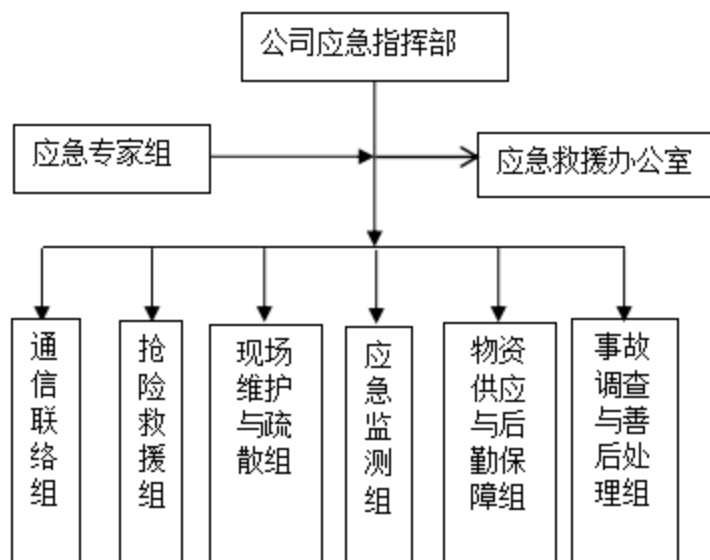 公司应急指挥部
应急专家组
应急救援办公室
通
信
联
络
组
抢
险
救
援
组
现场
维护
与疏
散组
应
急
监
测
组
物资
供应
与后
勤保
障组
事故
调查
与善
后处
理组